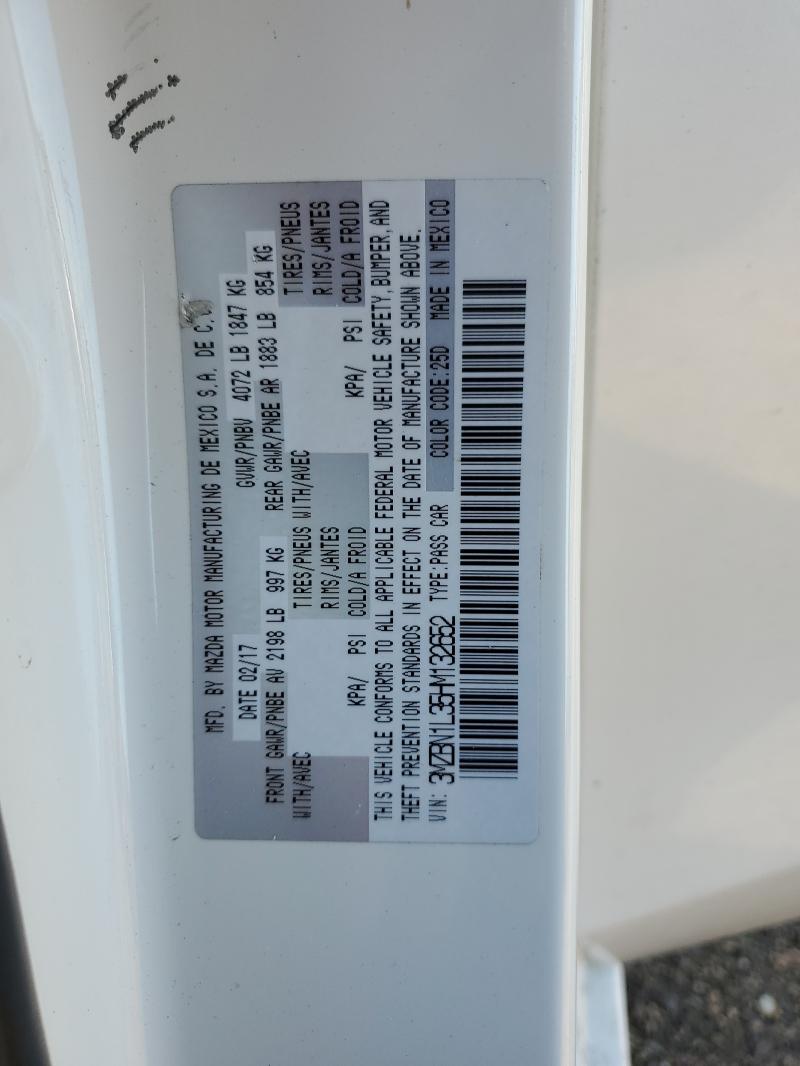 MFD. BY MAZDA MOTOR MANUFACTURING DE MEXICO S.A. DE C.
DATE 02/17 GVWR/PNBV 4072 LB 1847 KG
FRONT GAWR/PNBE AV 2198 LB 997 KG REAR GAWR/PNBE AR 1883 LB 854 KG
WITH/AVEC TIRES/PNEUS WITH/AVEC TIRES/PNEUS
RIMS/JANTES RIMS/JANTES
KPA/ PSI COLD/A FROID KPA/ PSI COLD/A FROID
THIS VEHICLE CONFORMS TO ALL APPLICABLE FEDERAL MOTOR VEHICLE SAFETY, BUMPER, AND
THEFT PREVENTION STANDARDS IN EFFECT ON THE DATE OF MANUFACTURE SHOWN ABOVE.
VIN: 3MZBN1L35HM132652 TYPE:PASS CAR COLOR CODE:25D MADE IN MEXICO